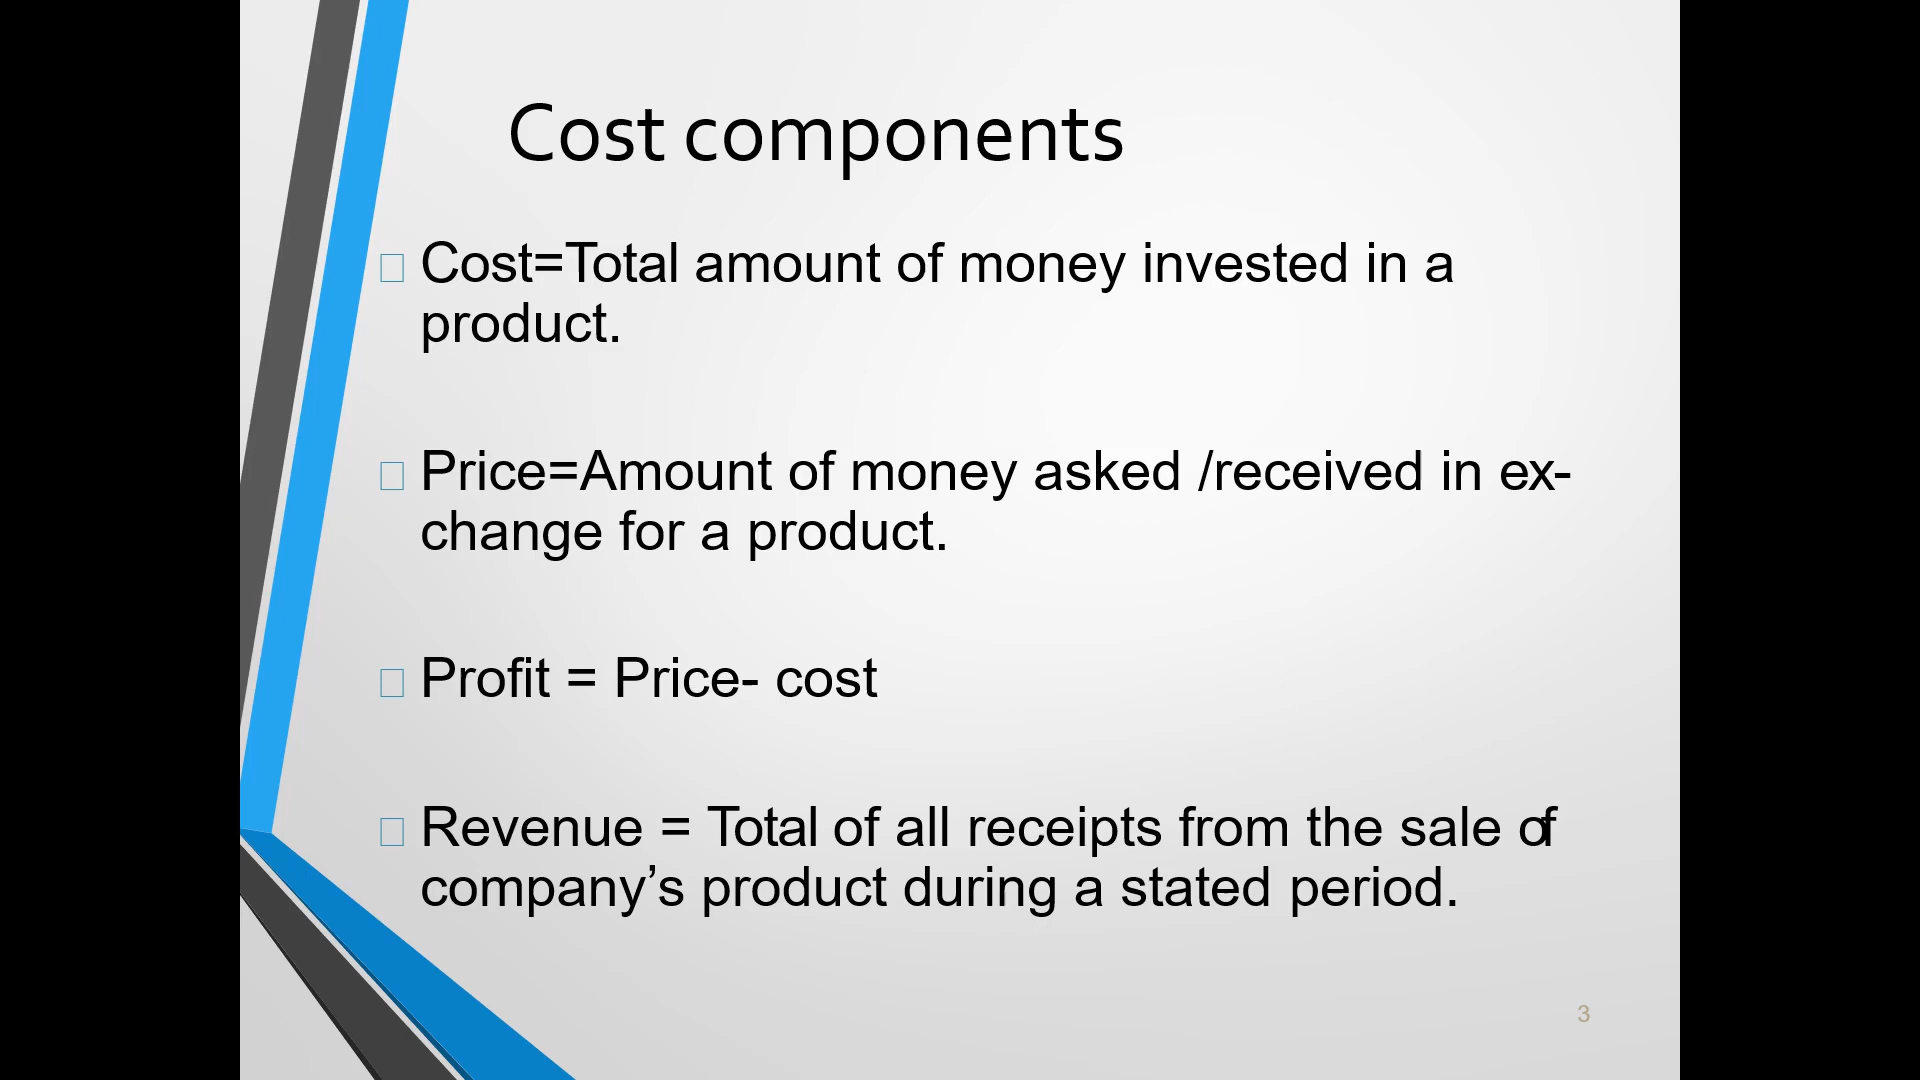 Cost components
Cost=Total amount of money invested in a
product.
Price=Amount of money asked /received in ex-
change for a product.
Profit = Price- cost
Revenue = Total of all receipts from the sale of
company’s product during a stated period.
3